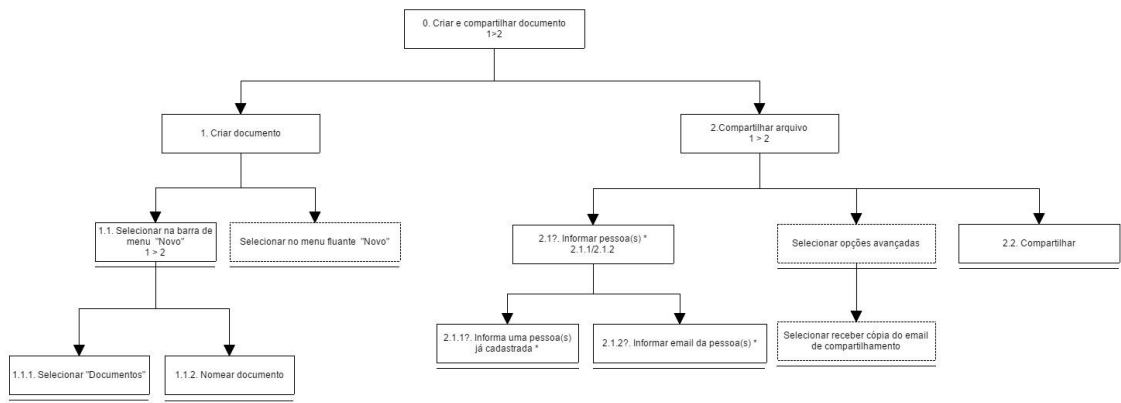 0. Criar e compartilhar documento
1>2
1. Criar documento
2.Compartilhar arquivo
1 > 2
1.1. Selecionar na barra de
menu "Novo"
1 > 2
Selecionar no menu fluante "Novo"
2.1?. Informar pessoa(s) *
2.1.1/2.1.2
Selecionar opções avançadas
2.2. Compartilhar
1.1.1. Selecionar "Documentos"
1.1.2. Nomear documento
2.1.1?. Informa uma pessoa(s)
já cadastrada *
2.1.2?. Informar email da pessoa(s) *
Selecionar receber cópia do email
de compartilhamento